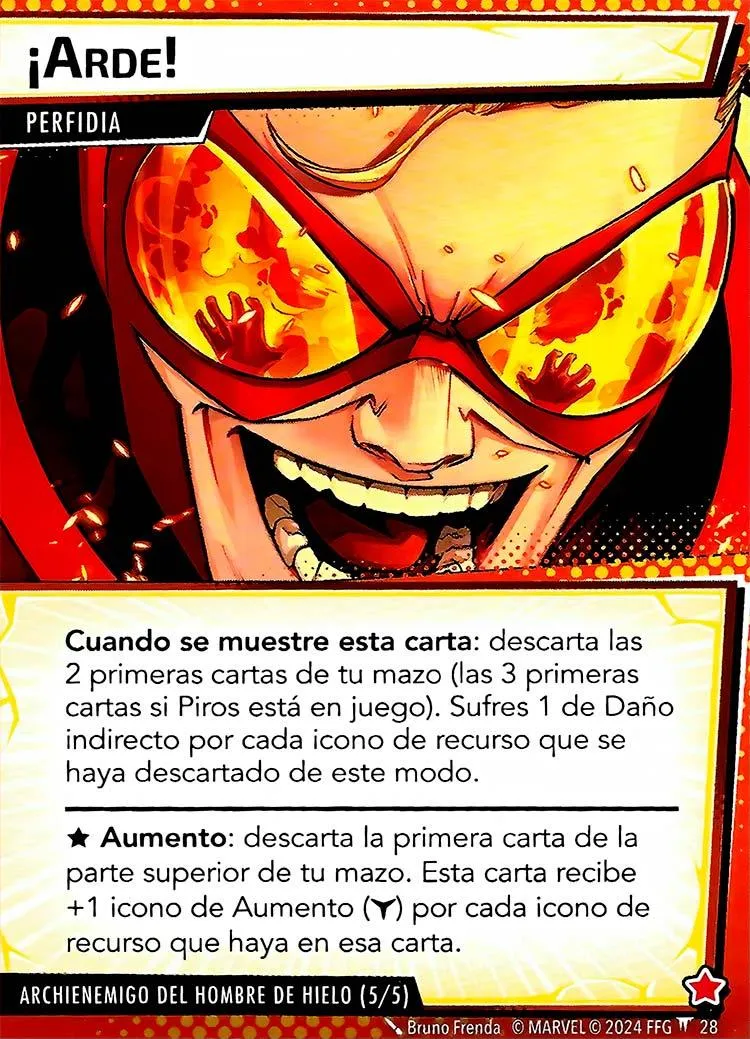 ¡ARDE!
PERFIDIA
Cuando se muestre esta carta: descarta las
2 primeras cartas de tu mazo (las 3 primeras
cartas si Piros está en juego). Sufres 1 de Daño
indirecto por cada icono de recurso que se
haya descartado de este modo.
★ Aumento: descarta la primera carta de la
parte superior de tu mazo. Esta carta recibe
+1 icono de Aumento () por cada icono de
recurso que haya en esa carta.
ARCHIENEMIGO DEL HOMBRE DE HIELO (5/5)
Bruno Frenda © MARVEL © 2024 FFG 28